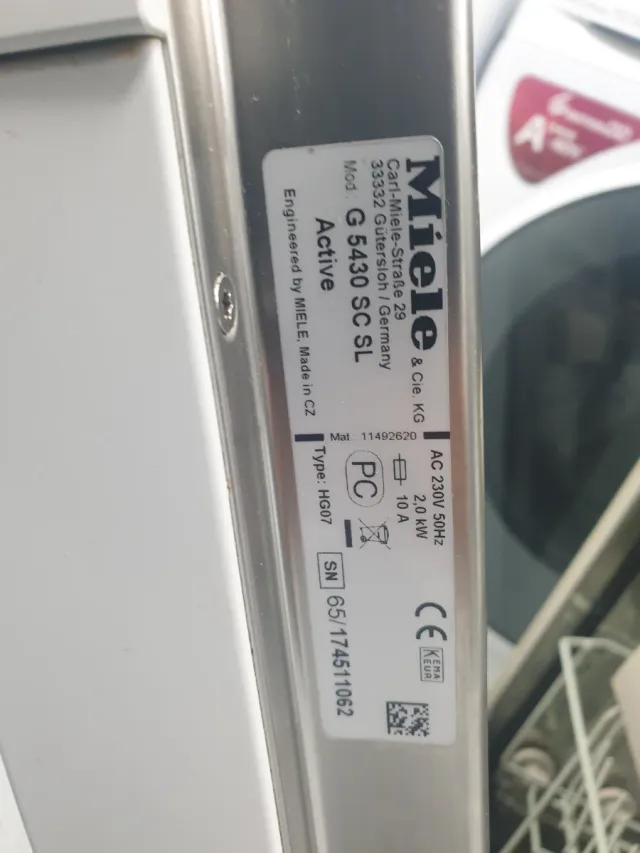 Miele & Cie. KG
Carl-Miele-Straße 29
33332 Gütersloh / Germany
Mod.: G 5430 SC SL
Active
Engineered by MIELE, Made in CZ
Mat.: 11492620
AC 230V 50Hz
2,0 kW
10 A
PC
Type: HG07
CE
KEMA
KEUR
SN 65/174511062
A